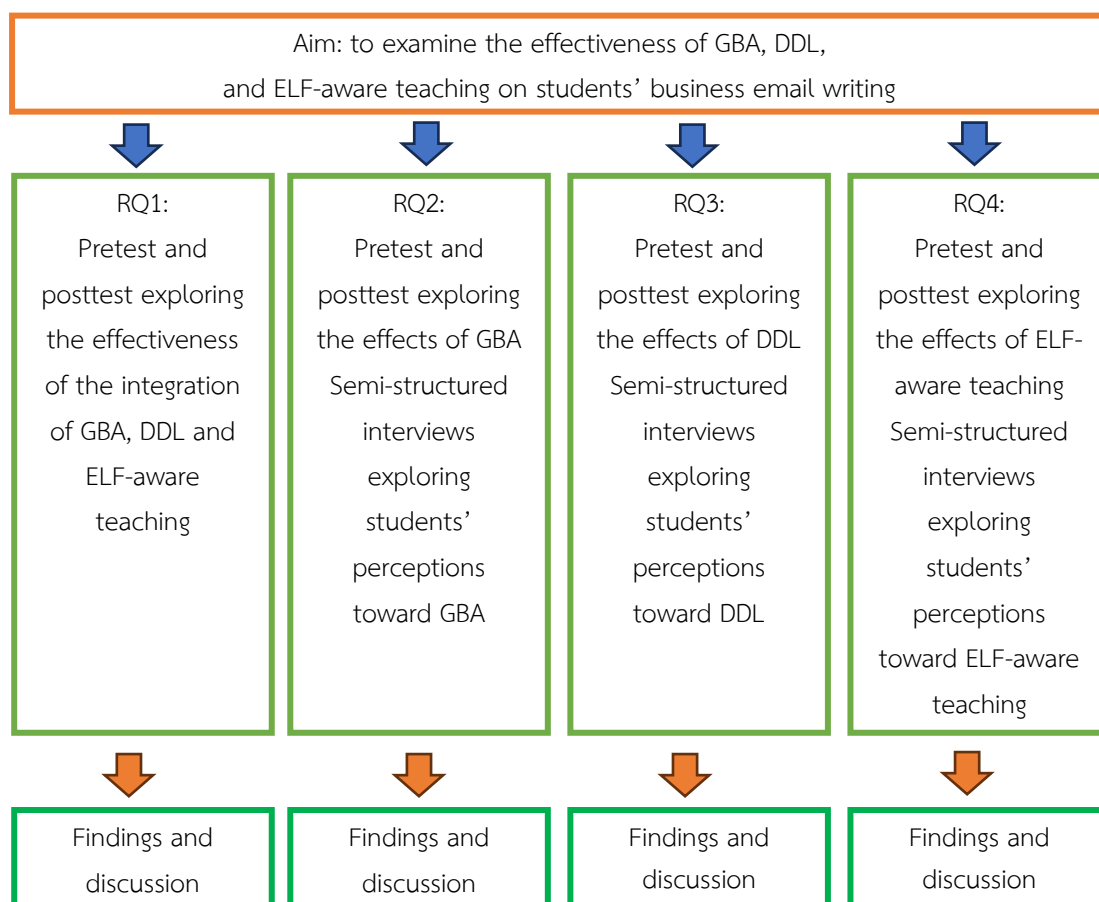 Aim: to examine the effectiveness of GBA, DDL,
and ELF-aware teaching on students’ business email writing
RQ1:
Pretest and
posttest exploring
the effectiveness
of the integration
of GBA, DDL and
ELF-aware
teaching
RQ2:
Pretest and
posttest exploring
the effects of GBA
Semi-structured
interviews
exploring
students’
perceptions
toward GBA
RQ3:
Pretest and
posttest exploring
the effects of DDL
Semi-structured
interviews
exploring
students’
perceptions
toward DDL
RQ4:
Pretest and
posttest exploring
the effects of ELF-
aware teaching
Semi-structured
interviews
exploring
students’
perceptions
toward ELF-aware
teaching
Findings and
discussion
Findings and
discussion
Findings and
discussion
Findings and
discussion